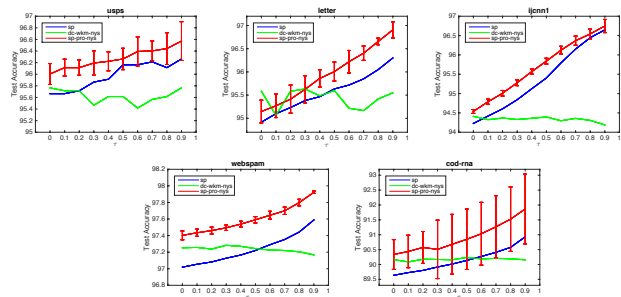 usps
97
96.8
96.6
96.4
96.2
96
95.8
95.6
95.4
95.2
95
Test Accuracy
sp
dc-wkm-nys
sp-pro-nys
0 0.1 0.2 0.3 0.4 0.5 0.6 0.7 0.8 0.9 1
τ
letter
97
96.5
96
95.5
95
Test Accuracy
sp
dc-wkm-nys
sp-pro-nys
0 0.1 0.2 0.3 0.4 0.5 0.6 0.7 0.8 0.9 1
τ
ijcnn1
97
96.5
96
95.5
95
94.5
94
Test Accuracy
sp
dc-wkm-nys
sp-pro-nys
0 0.1 0.2 0.3 0.4 0.5 0.6 0.7 0.8 0.9 1
τ
webspam
98.2
98
97.8
97.6
97.4
97.2
97
96.8
96.6
Test Accuracy
sp
dc-wkm-nys
sp-pro-nys
0 0.1 0.2 0.3 0.4 0.5 0.6 0.7 0.8 0.9 1
τ
cod-rna
93
92.5
92
91.5
91
90.5
90
89.5
Test Accuracy
sp
dc-wkm-nys
sp-pro-nys
0 0.1 0.2 0.3 0.4 0.5 0.6 0.7 0.8 0.9 1
τ